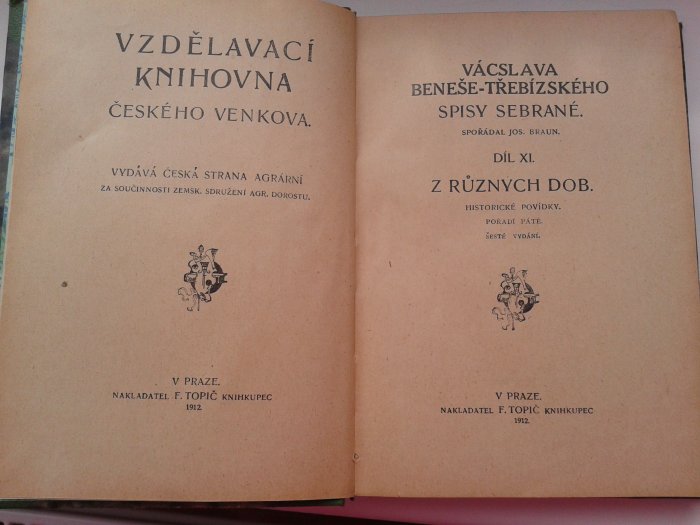 VZDĚLAVACÍ
KNIHOVNA
ČESKÉHO VENKOVA.
VYDÁVÁ ČESKÁ STRANA AGRÁRNÍ
ZA SOUČINNOSTI ZEMSK. SDRUŽENÍ AGR. DOROSTU.
V PRAZE.
NAKLADATEL F. TOPIČ KNIHKUPEC
1912.
VÁCSLAVA
BENEŠE-TŘEBÍZSKÉHO
SPISY SEBRANÉ.
SPOŘÁDAL JOS. BRAUN.
DÍL XI.
Z RŮZNYCH DOB.
HISTORICKÉ POVÍDKY.
POŘADÍ PÁTÉ.
ŠESTÉ VYDÁNÍ.
V PRAZE.
NAKLADATEL F. TOPIČ KNIHKUPEC
1912.